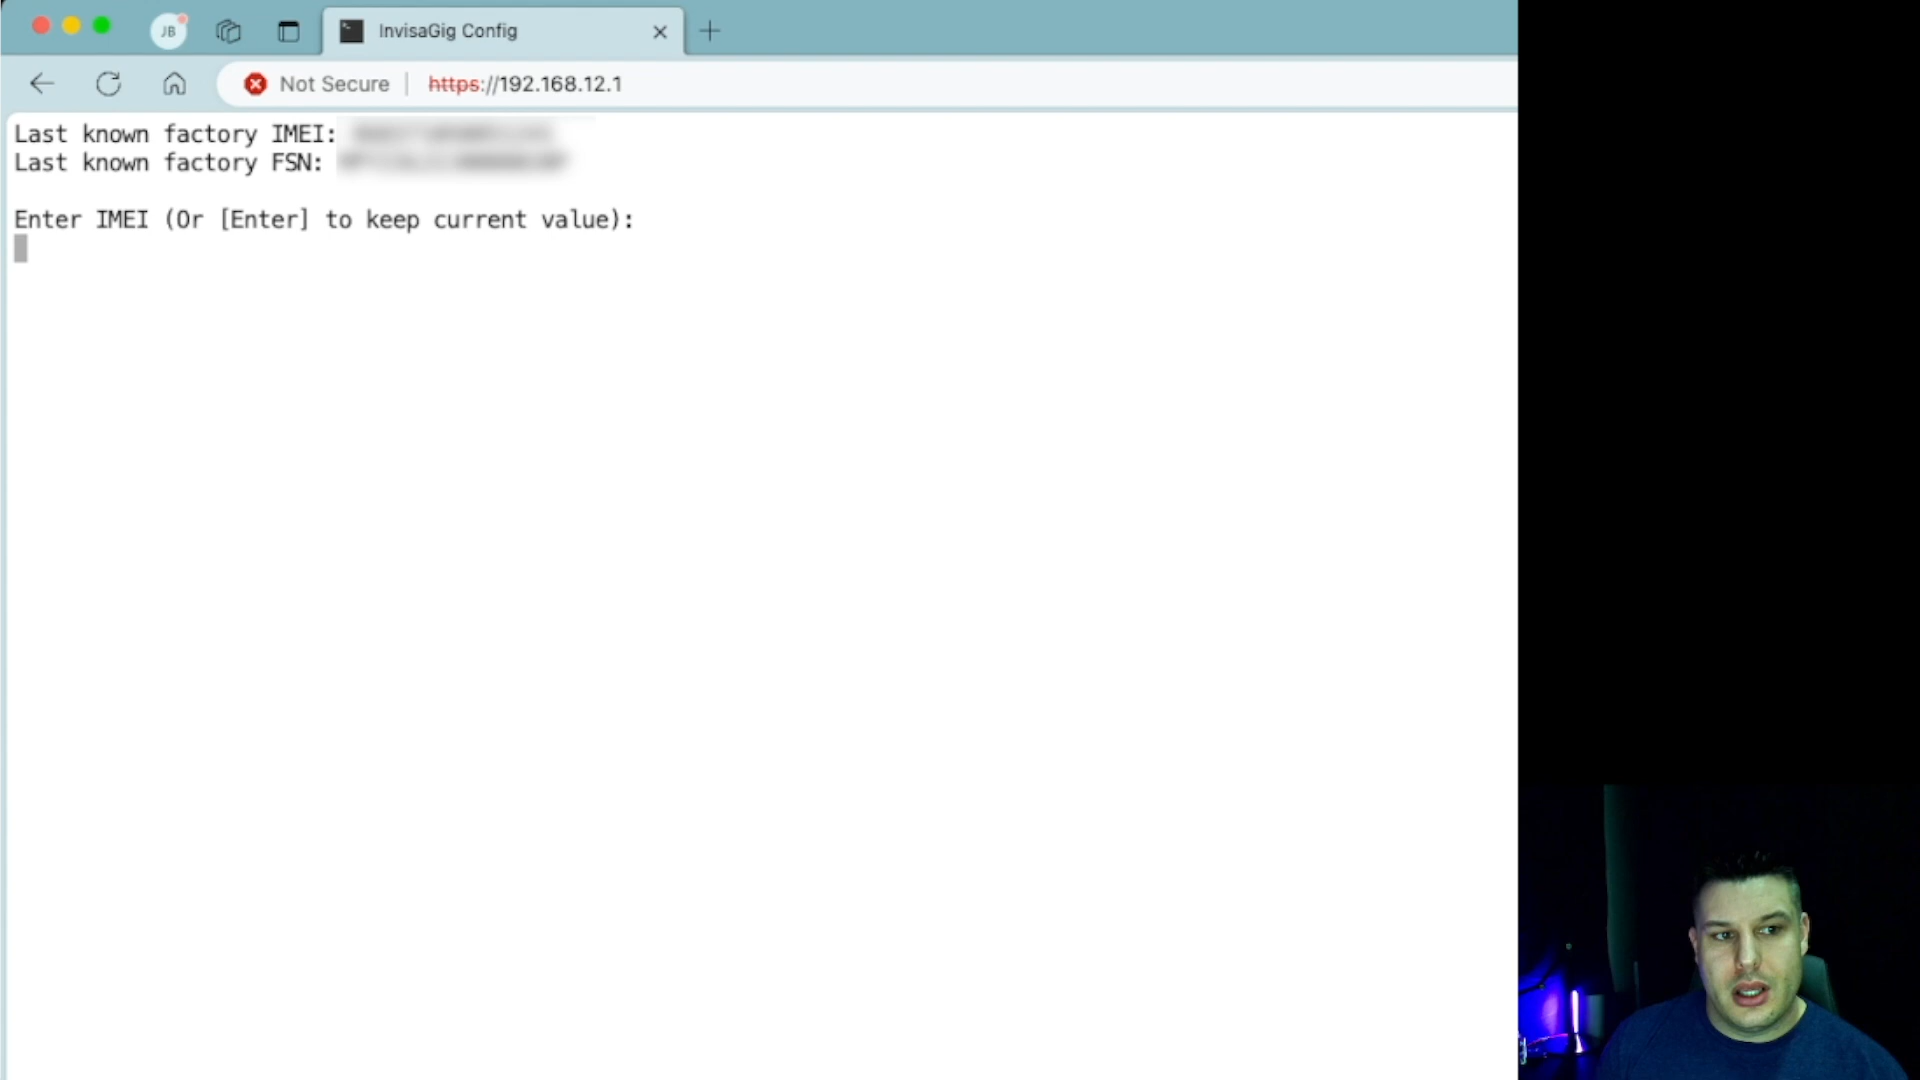 JB
InvisaGig Config
Not Secure | https://192.168.12.1
Last known factory IMEI:
Last known factory FSN:
Enter IMEI (Or [Enter] to keep current value):